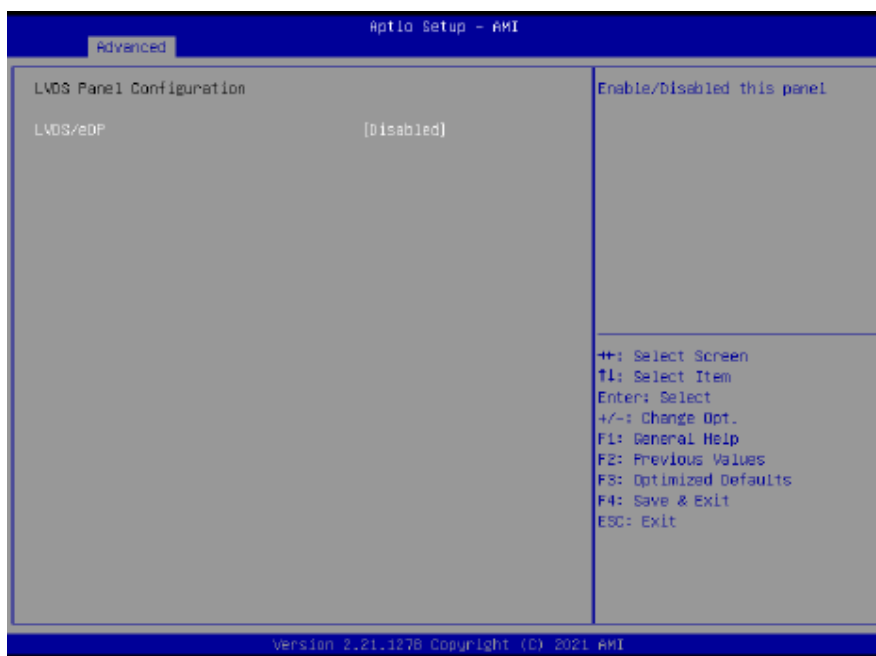 Aptio Setup - AMI
Advanced
LVDS Panel Configuration
LVDS/eDP [Disabled]
Enable/Disabled this panel
→←: Select Screen
↑↓: Select Item
Enter: Select
+/-: Change Opt.
F1: General Help
F2: Previous Values
F3: Optimized Defaults
F4: Save & Exit
ESC: Exit
Version 2.21.1278 Copyright (C) 2021 AMI